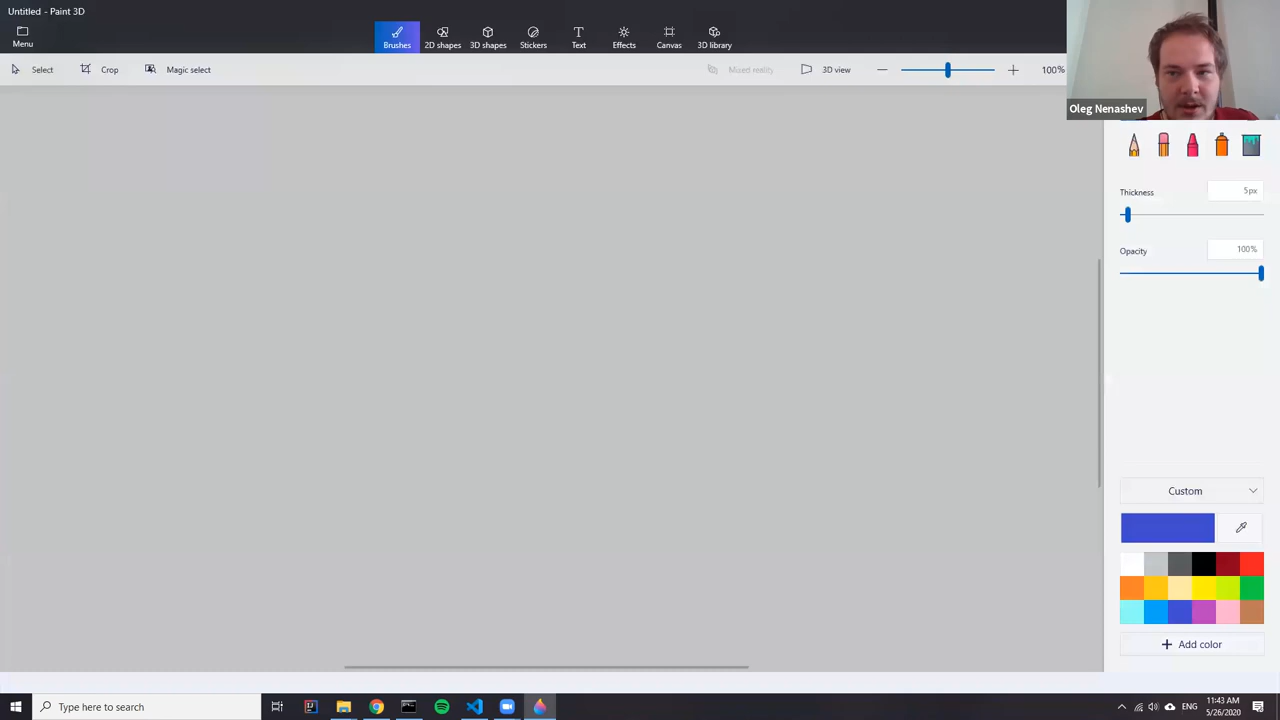 Untitled - Paint 3D
Menu
Brushes
2D shapes
3D shapes
Stickers
Text
Effects
Canvas
3D library
Select
Crop
Magic select
Mixed reality
3D view
100%
Oleg Nenashev
Thickness
5px
Opacity
100%
Custom
Add color
Type here to search
ENG
11:43 AM
5/26/2020